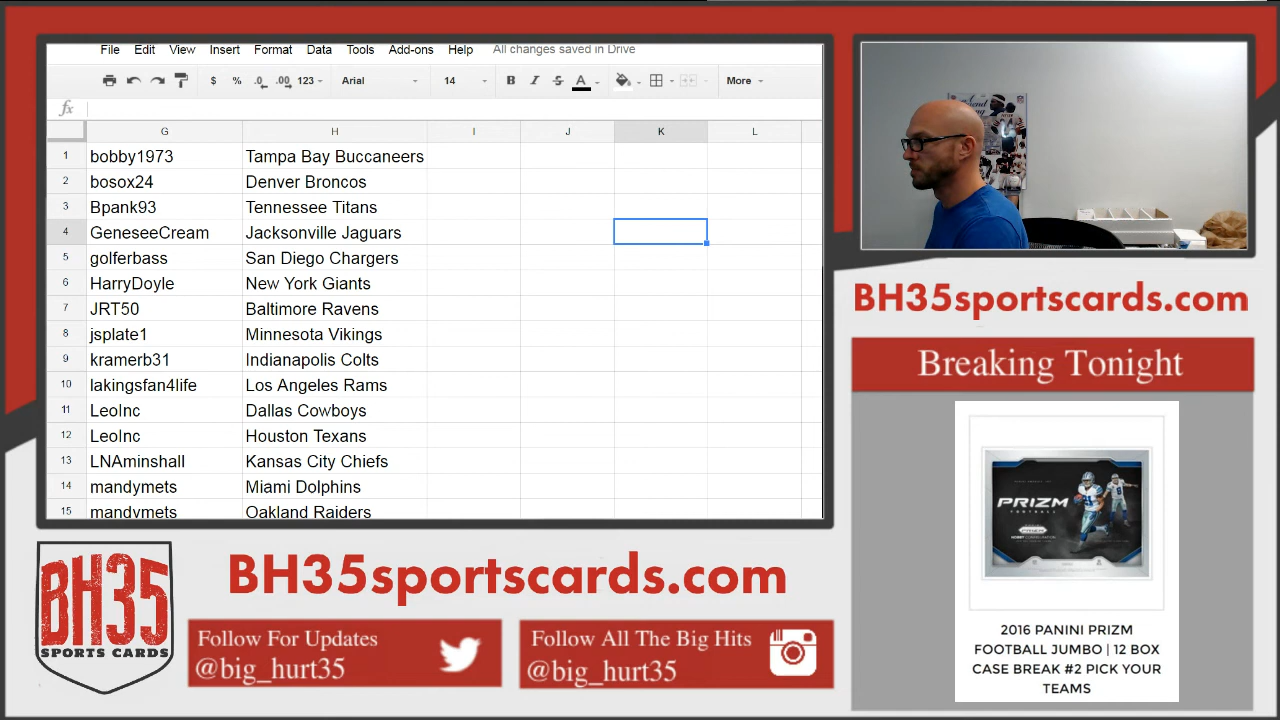 File Edit View Insert Format Data Tools Add-ons Help All changes saved in Drive
$ % .0 .00 123 Arial 14 B I S A More
fx
G H I J K L
1 bobby1973 Tampa Bay Buccaneers
2 bosox24 Denver Broncos
3 Bpank93 Tennessee Titans
4 GeneseeCream Jacksonville Jaguars
5 golferbass San Diego Chargers
6 HarryDoyle New York Giants
7 JRT50 Baltimore Ravens
8 jsplate1 Minnesota Vikings
9 kramerb31 Indianapolis Colts
10 lakingsfan4life Los Angeles Rams
11 LeoInc Dallas Cowboys
12 LeoInc Houston Texans
13 LNAminshall Kansas City Chiefs
14 mandymets Miami Dolphins
15 mandymets Oakland Raiders
BH35sportscards.com
Breaking Tonight
PRIZM
FOOTBALL
2016 PANINI PRIZM
FOOTBALL JUMBO | 12 BOX
CASE BREAK #2 PICK YOUR
TEAMS
BH35
SPORTS CARDS
BH35sportscards.com
Follow For Updates
@big_hurt35
Follow All The Big Hits
@big_hurt35